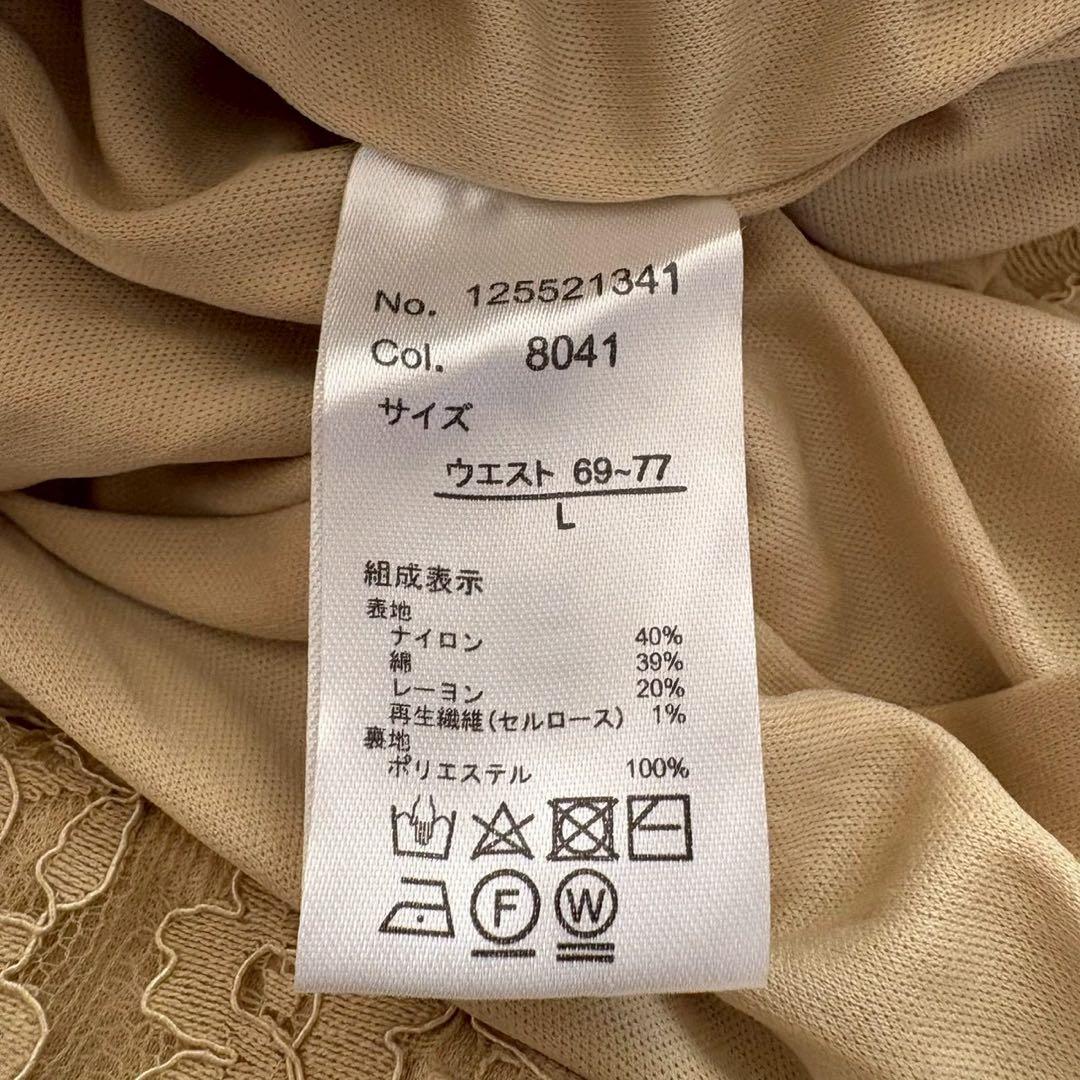 No. 125521341
Col. 8041
サイズ
ウエスト 69~77
L
組成表示
表地
ナイロン 40%
綿 39%
レーヨン 20%
再生繊維(セルロース) 1%
裏地
ポリエステル 100%
F W